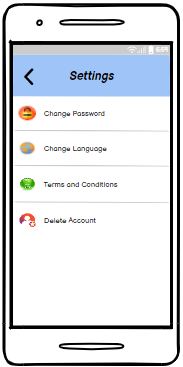 Settings
Change Password
Change Language
Terms and Conditions
Delete Account